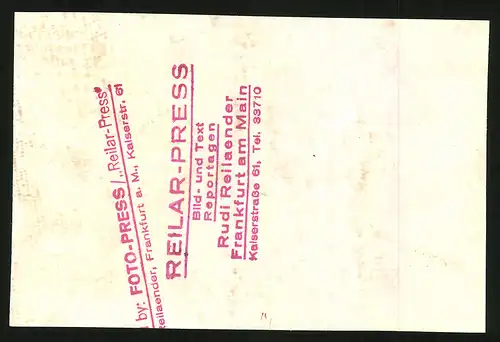 by: FOTO-PRESS/„Reilar-Press"
Reilaender, Frankfurt a. M., Kaiserstr. 61
REILAR-PRESS
Bild- und Text
Reportagen
Rudi Reilaender
Frankfurt am Main
Kaiserstraße 61, Tel. 33710